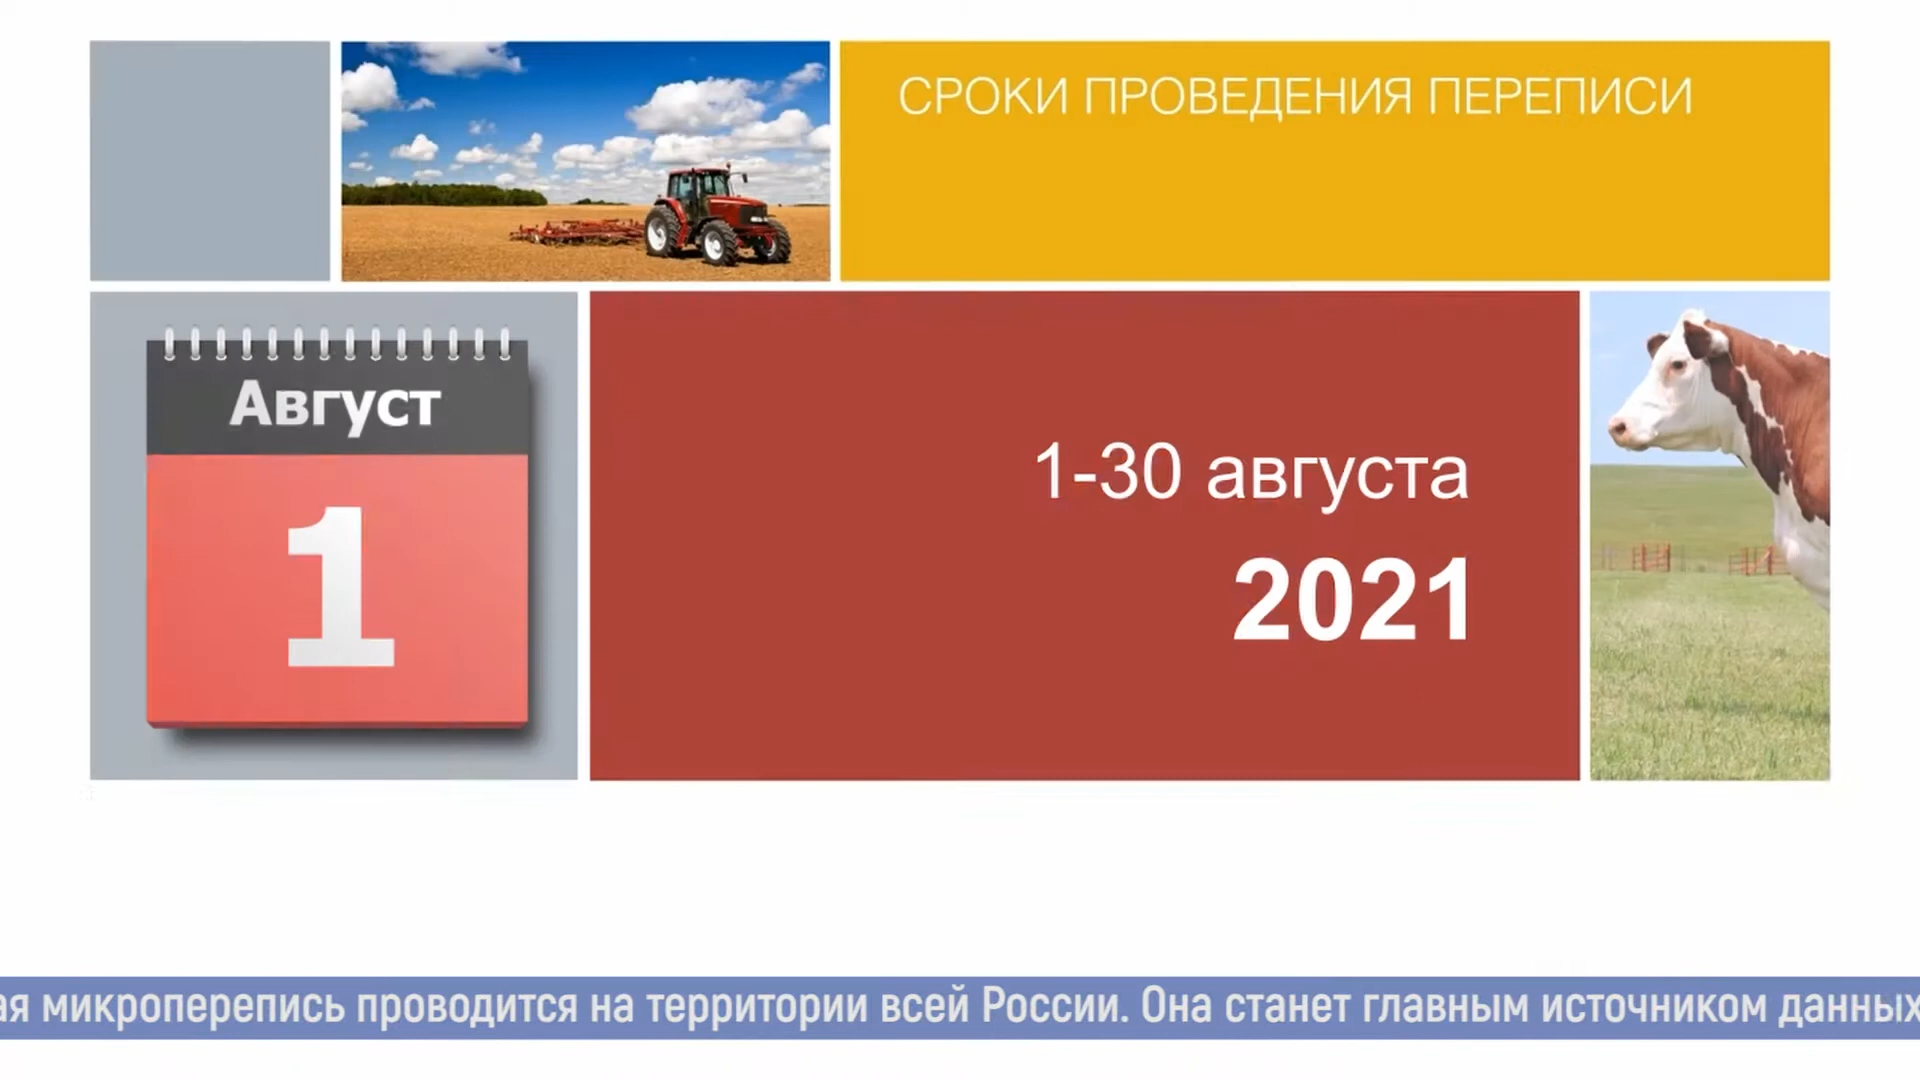 СРОКИ ПРОВЕДЕНИЯ ПЕРЕПИСИ
Август
1
1-30 августа
2021
ая микроперепись проводится на территории всей России. Она станет главным источником данных